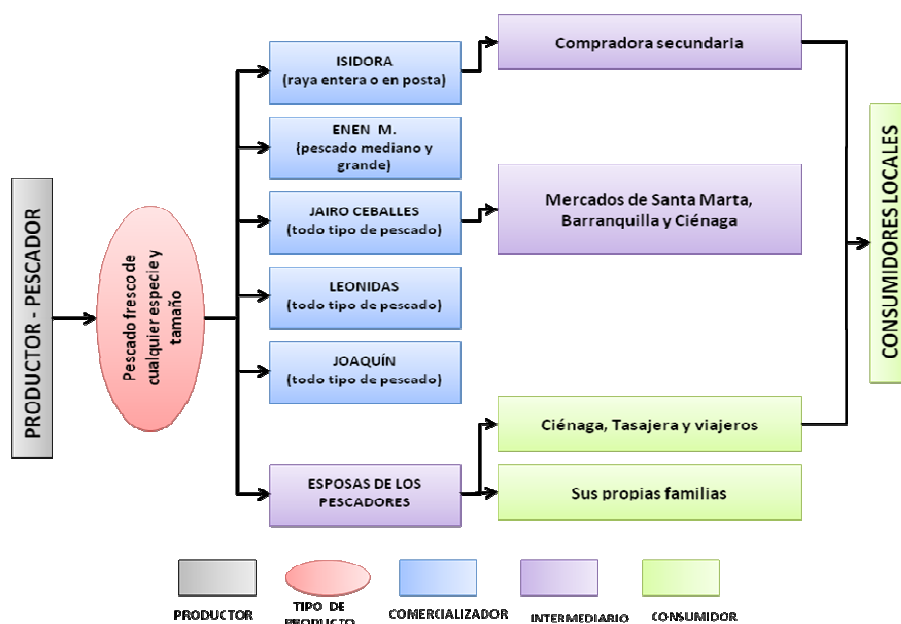 PRODUCTOR - PESCADOR
Pescado fresco de
cualquier especie y
tamaño
ISIDORA
(raya entera o en posta)
ENEN M.
(pescado mediano y
grande)
JAIRO CEBALLES
(todo tipo de pescado)
LEONIDAS
(todo tipo de pescado)
JOAQUÍN
(todo tipo de pescado)
ESPOSAS DE LOS
PESCADORES
Compradora secundaria
Mercados de Santa Marta,
Barranquilla y Ciénaga
Ciénaga, Tasajera y viajeros
Sus propias familias
CONSUMIDORES LOCALES
PRODUCTOR
TIPO DE
PRODUCTO
COMERCIALIZADOR
INTERMEDIARIO
CONSUMIDOR